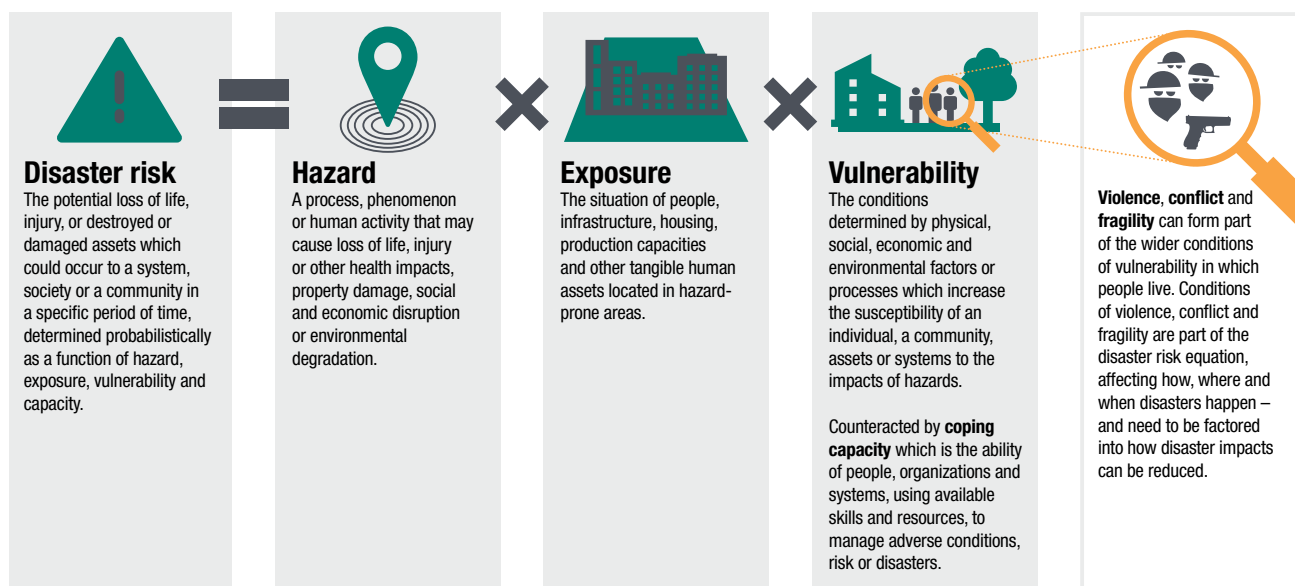 Disaster risk
The potential loss of life,
injury, or destroyed or
damaged assets which
could occur to a system,
society or a community in
a specific period of time,
determined probabilistically
as a function of hazard,
exposure, vulnerability and
capacity.
Hazard
A process, phenomenon
or human activity that may
cause loss of life, injury
or other health impacts,
property damage, social
and economic disruption
or environmental
degradation.
Exposure
The situation of people,
infrastructure, housing,
production capacities
and other tangible human
assets located in hazard-
prone areas.
Vulnerability
The conditions
determined by physical,
social, economic and
environmental factors or
processes which increase
the susceptibility of an
individual, a community,
assets or systems to the
impacts of hazards.
Counteracted by coping
capacity which is the ability
of people, organizations and
systems, using available
skills and resources, to
manage adverse conditions,
risk or disasters.
Violence, conflict and
fragility can form part
of the wider conditions
of vulnerability in which
people live. Conditions
of violence, conflict and
fragility are part of the
disaster risk equation,
affecting how, where and
when disasters happen –
and need to be factored
into how disaster impacts
can be reduced.